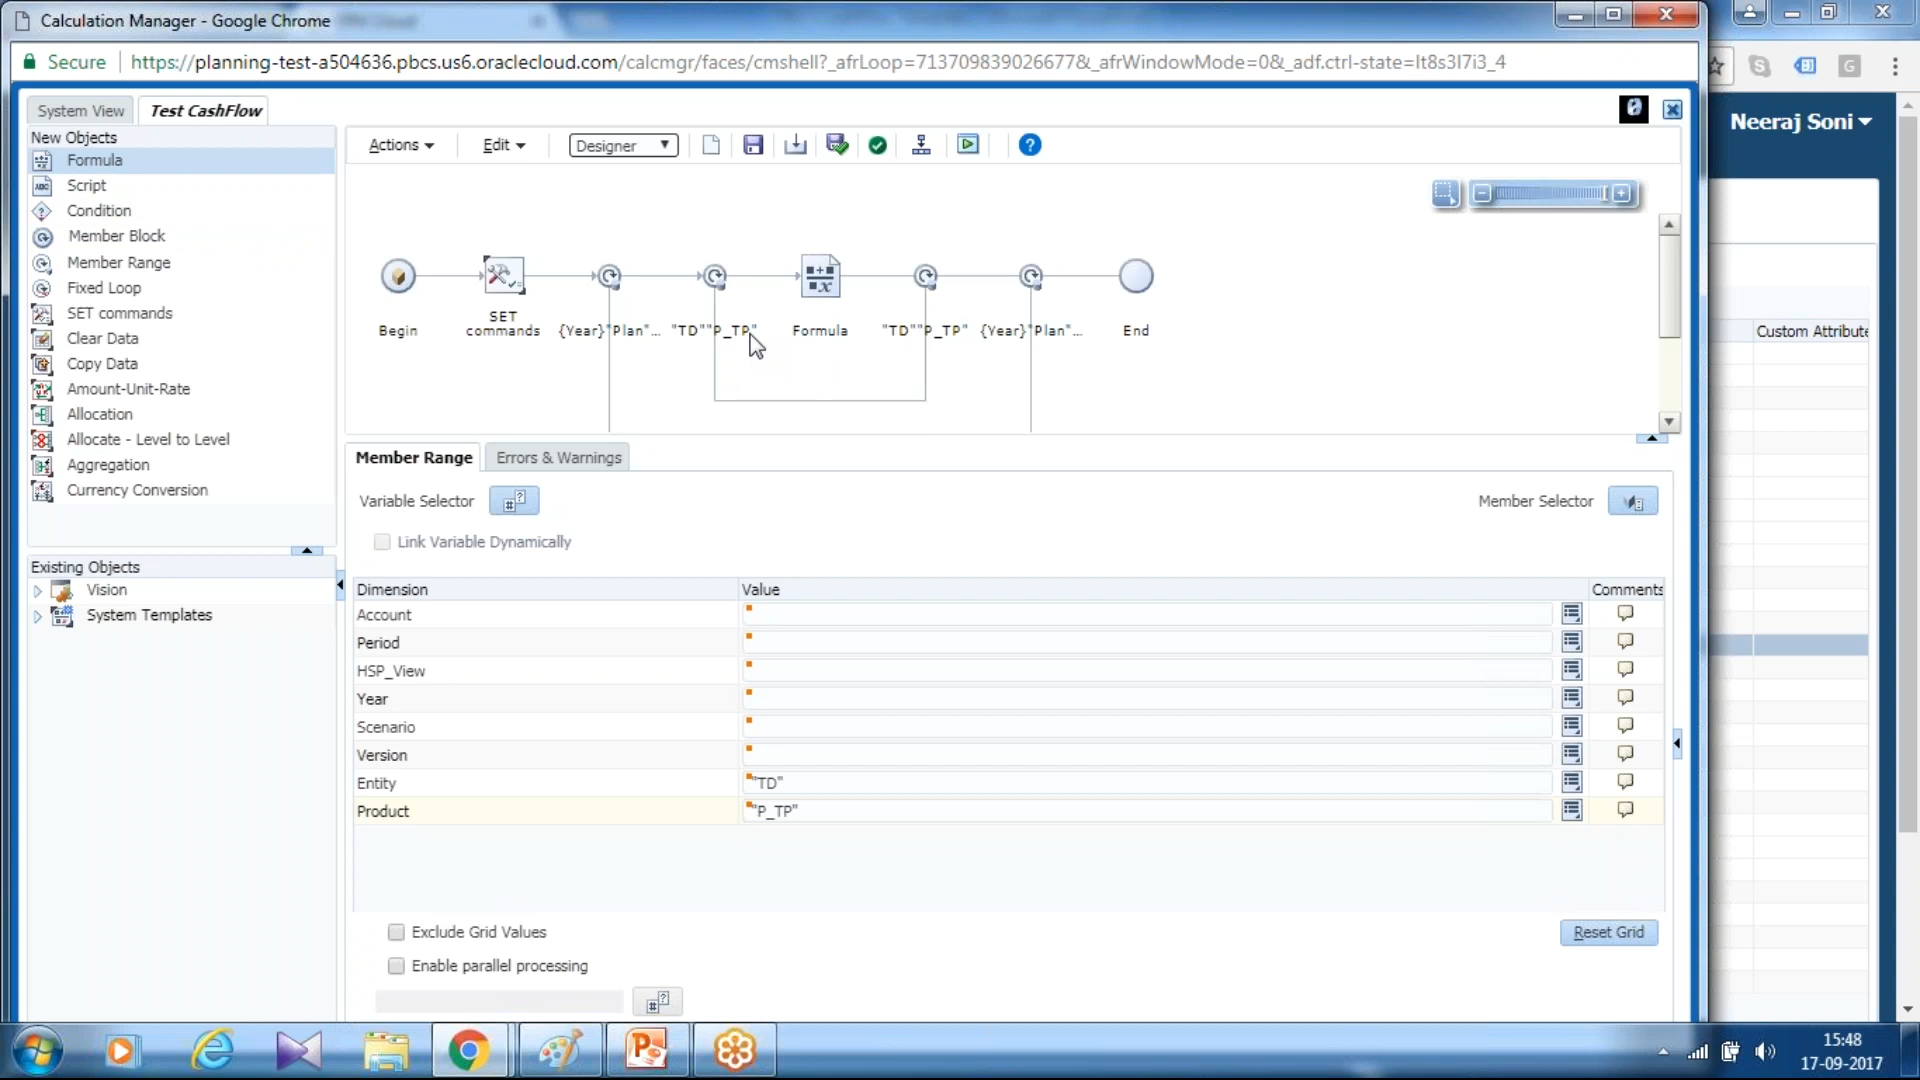 Calculation Manager - Google Chrome
Secure https://planning-test-a504636.pbcs.us6.oraclecloud.com/calcmgr/faces/cmshell?_afrLoop=713709839026677&_afrWindowMode=0&_adf.ctrl-state=lt8s3l7i3_4
System View Test CashFlow
New Objects
Formula
Script
Condition
Member Block
Member Range
Fixed Loop
SET commands
Clear Data
Copy Data
Amount-Unit-Rate
Allocation
Allocate - Level to Level
Aggregation
Currency Conversion
Existing Objects
Vision
System Templates
Actions Edit Designer
Begin SET commands {Year}"Plan"... "TD""P_TP" Formula "TD""P_TP" {Year}"Plan"... End
Member Range Errors & Warnings
Variable Selector Member Selector
Link Variable Dynamically
Dimension Value Comments
Account
Period
HSP_View
Year
Scenario
Version
Entity "TD"
Product "P_TP"
Exclude Grid Values Reset Grid
Enable parallel processing
Neeraj Soni
Custom Attribute
15:48
17-09-2017